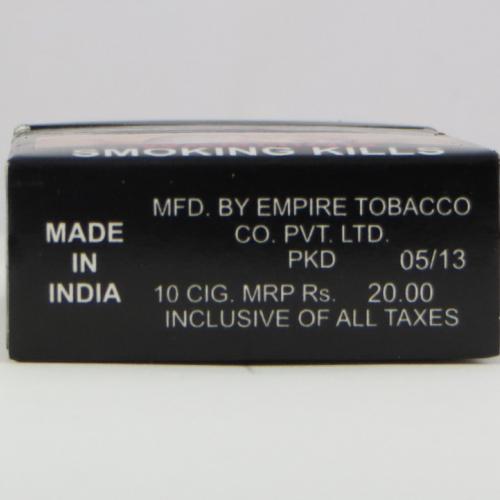 SMOKING KILLS
MADE
IN
INDIA
MFD. BY EMPIRE TOBACCO
CO. PVT. LTD.
PKD 05/13
10 CIG. MRP Rs. 20.00
INCLUSIVE OF ALL TAXES